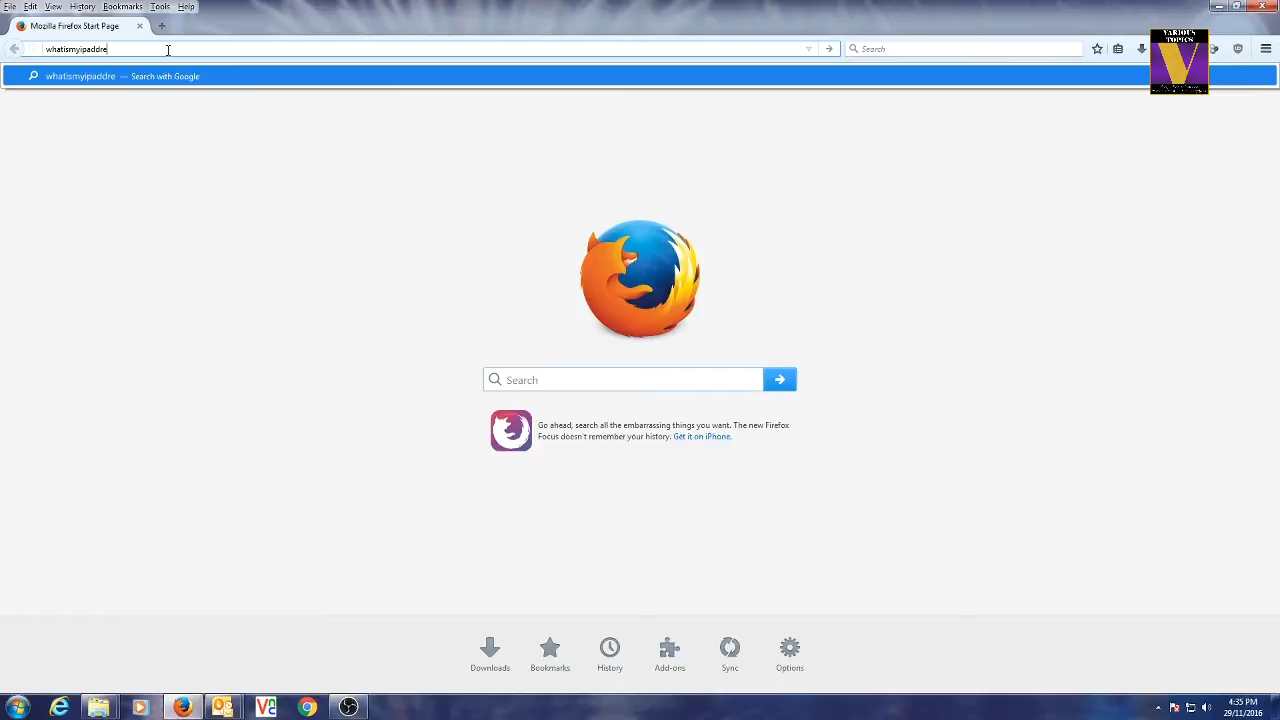 File Edit View History Bookmarks Tools Help
Mozilla Firefox Start Page
whatismyipaddre
Search
whatismyipaddre — Search with Google
VARIOUS
TOPICS
V
Search
Go ahead, search all the embarrassing things you want. The new Firefox
Focus doesn't remember your history. Get it on iPhone.
Downloads Bookmarks History Add-ons Sync Options
4:35 PM
29/11/2016